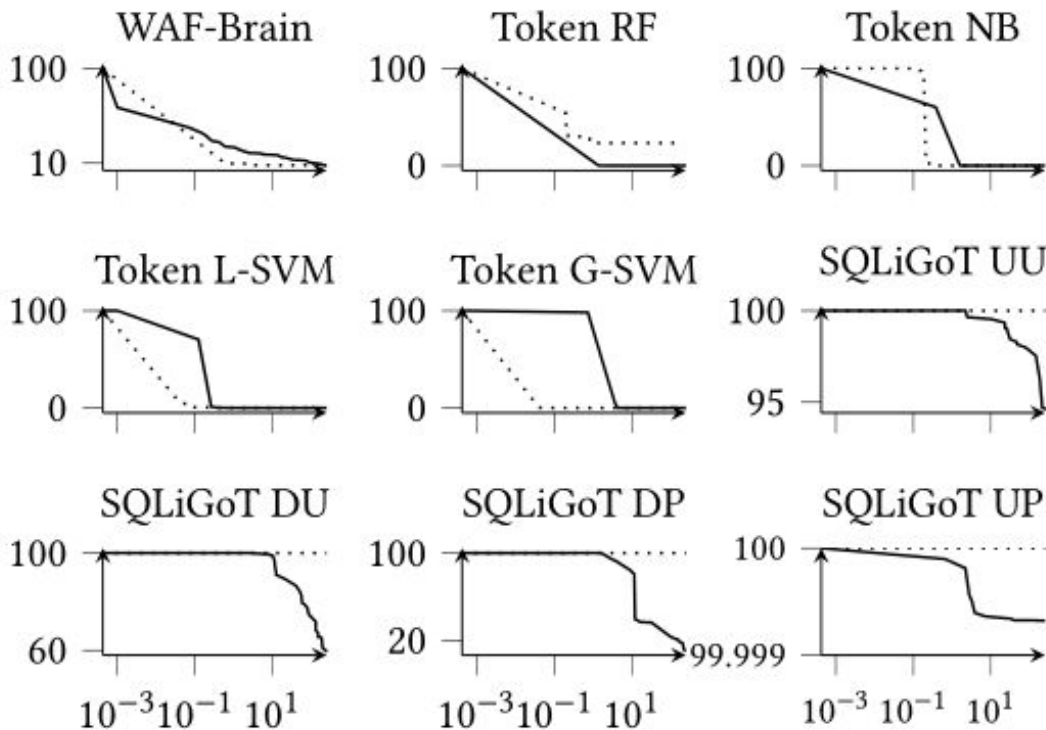 WAF-Brain Token RF Token NB
100 100 100
10 0 0
Token L-SVM Token G-SVM SQLiGoT UU
100 100 100
0 0 95
SQLiGoT DU SQLiGoT DP SQLiGoT UP
100 100 100
60 20 99.999
10⁻³ 10⁻¹ 10¹ 10⁻³ 10⁻¹ 10¹ 10⁻³ 10⁻¹ 10¹